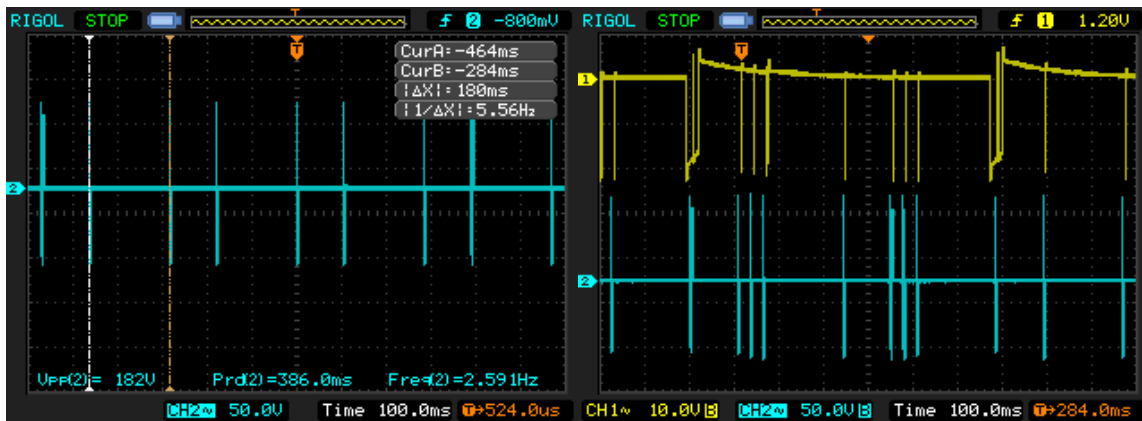 RIGOL STOP T ƒ 2 -800mV
T
CurA:-464ms
CurB:-284ms
|ΔX|: 180ms
|1/ΔX|:5.56Hz
2
Vpp(2)= 182V Prd(2)=386.0ms Freq(2)=2.591Hz
CH2~ 50.0V Time 100.0ms T→524.0us
RIGOL STOP T ƒ 1 1.20V
T
1
2
CH1~ 10.0V B CH2~ 50.0V B Time 100.0ms T→284.0ms